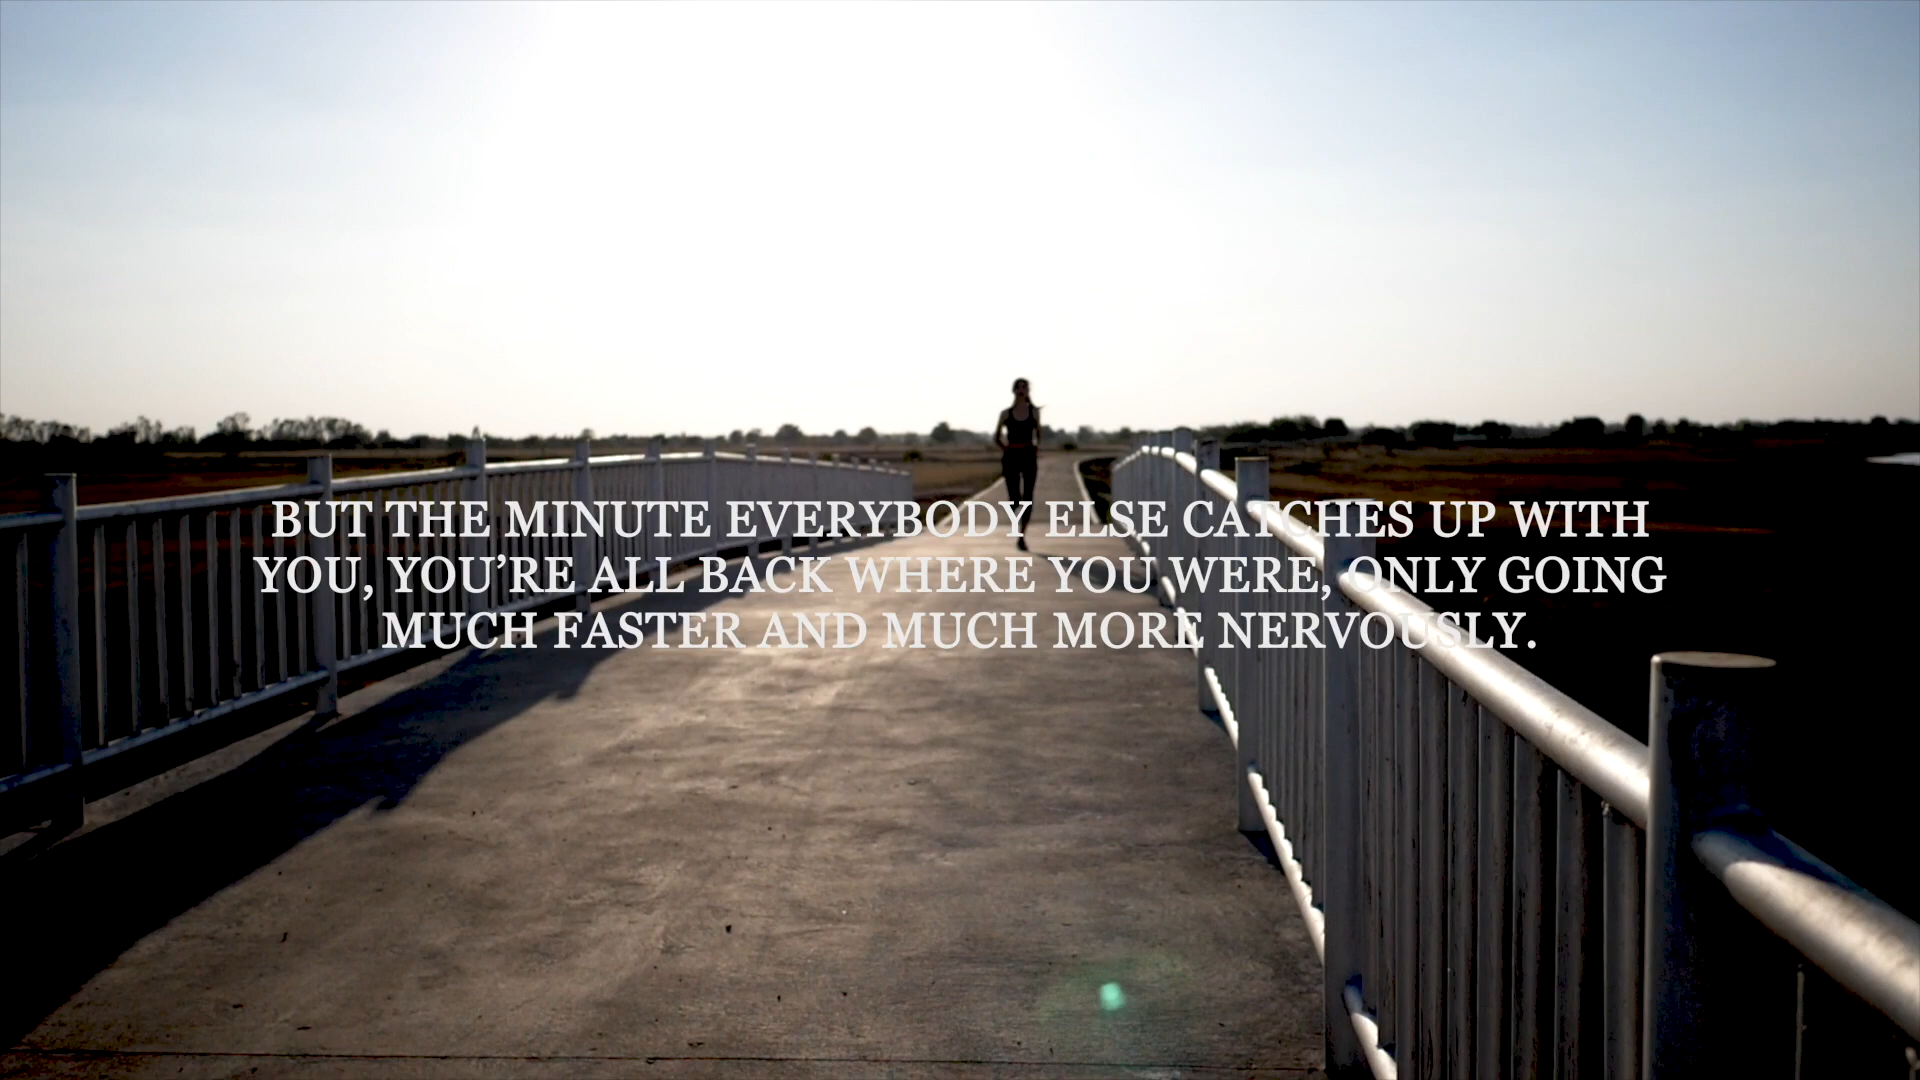 BUT THE MINUTE EVERYBODY ELSE CATCHES UP WITH
YOU, YOU’RE ALL BACK WHERE YOU WERE, ONLY GOING
MUCH FASTER AND MUCH MORE NERVOUSLY.